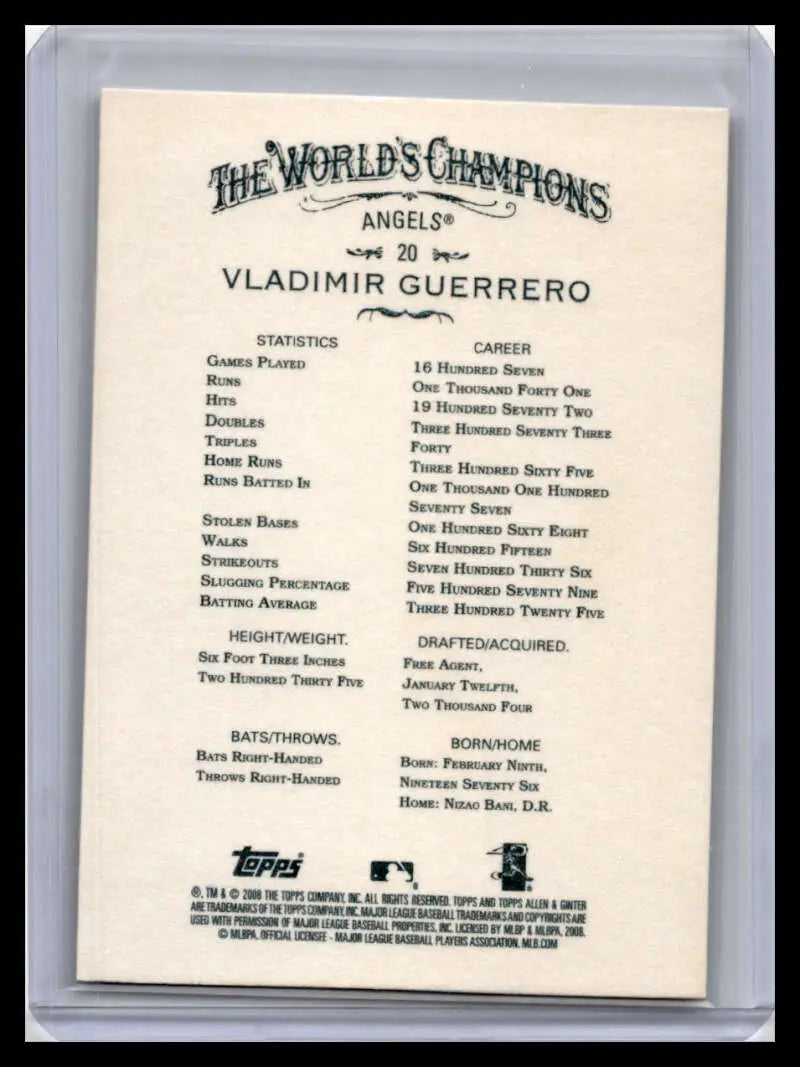 THE WORLD'S CHAMPIONS
ANGELS®
20
VLADIMIR GUERRERO
STATISTICS
GAMES PLAYED
RUNS
HITS
DOUBLES
TRIPLES
HOME RUNS
RUNS BATTED IN
STOLEN BASES
WALKS
STRIKEOUTS
SLUGGING PERCENTAGE
BATTING AVERAGE
CAREER
16 HUNDRED SEVEN
ONE THOUSAND FORTY ONE
19 HUNDRED SEVENTY TWO
THREE HUNDRED SEVENTY THREE
FORTY
THREE HUNDRED SIXTY FIVE
ONE THOUSAND ONE HUNDRED
SEVENTY SEVEN
ONE HUNDRED SIXTY EIGHT
SIX HUNDRED FIFTEEN
SEVEN HUNDRED THIRTY SIX
FIVE HUNDRED SEVENTY NINE
THREE HUNDRED TWENTY FIVE
HEIGHT/WEIGHT.
SIX FOOT THREE INCHES
TWO HUNDRED THIRTY FIVE
DRAFTED/ACQUIRED.
FREE AGENT,
JANUARY TWELFTH,
TWO THOUSAND FOUR
BATS/THROWS.
BATS RIGHT-HANDED
THROWS RIGHT-HANDED
BORN/HOME
BORN: FEBRUARY NINTH,
NINETEEN SEVENTY SIX
HOME: NIZAO BANI, D.R.
Topps®
®, TM & © 2008 THE TOPPS COMPANY, INC. ALL RIGHTS RESERVED. TOPPS AND TOPPS ALLEN & GINTER
ARE TRADEMARKS OF THE TOPPS COMPANY, INC. MAJOR LEAGUE BASEBALL TRADEMARKS AND COPYRIGHTS ARE
USED WITH PERMISSION OF MAJOR LEAGUE BASEBALL PROPERTIES, INC. LICENSED BY MLBP & MLBPA, 2008.
© MLBPA, OFFICIAL LICENSEE - MAJOR LEAGUE BASEBALL PLAYERS ASSOCIATION. MLB.COM